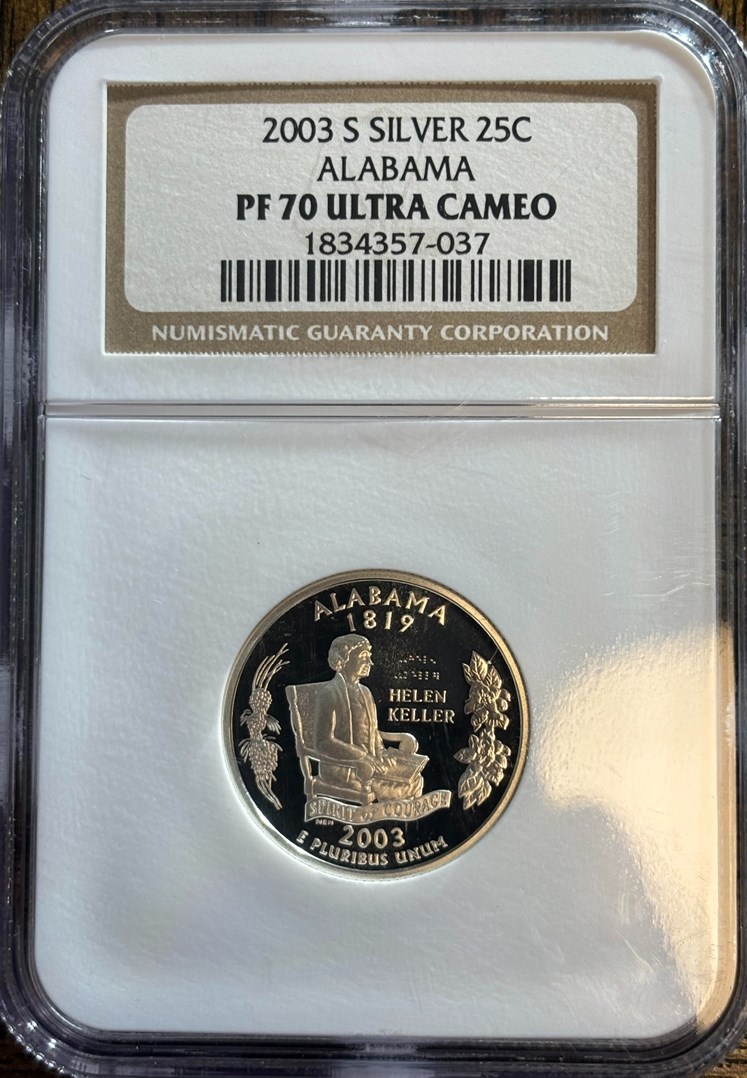 2003 S SILVER 25C
ALABAMA
PF 70 ULTRA CAMEO
1834357-037
NUMISMATIC GUARANTY CORPORATION
ALABAMA
1819
HELEN
KELLER
SPIRIT of COURAGE
2003
E PLURIBUS UNUM